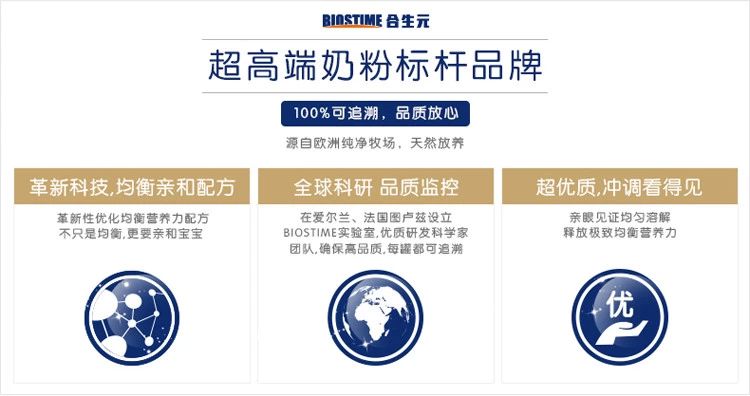 BIOSTIME 合生元
超高端奶粉标杆品牌
100%可追溯，品质放心
源自欧洲纯净牧场，天然放养
革新科技,均衡亲和配方
革新性优化均衡营养力配方
不只是均衡,更要亲和宝宝
全球科研 品质监控
在爱尔兰、法国图卢兹设立
BIOSTIME实验室,优质研发科学家
团队,确保高品质,每罐都可追溯
超优质,冲调看得见
亲眼见证均匀溶解
释放极致均衡营养力
优